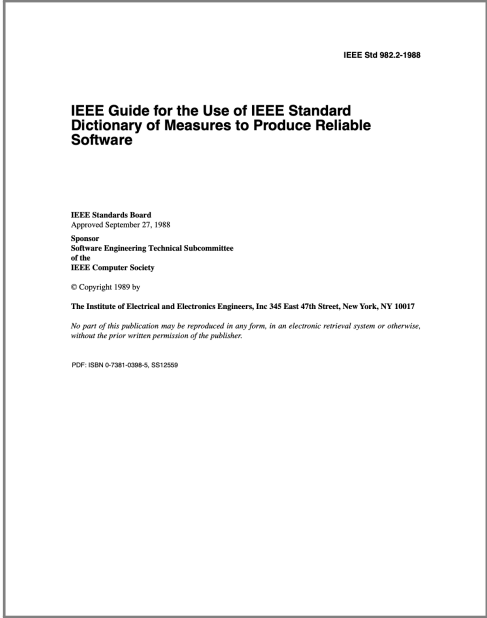 IEEE Std 982.2-1988
IEEE Guide for the Use of IEEE Standard
Dictionary of Measures to Produce Reliable
Software
IEEE Standards Board
Approved September 27, 1988
Sponsor
Software Engineering Technical Subcommittee
of the
IEEE Computer Society
© Copyright 1989 by
The Institute of Electrical and Electronics Engineers, Inc 345 East 47th Street, New York, NY 10017
No part of this publication may be reproduced in any form, in an electronic retrieval system or otherwise,
without the prior written permission of the publisher.
PDF: ISBN 0-7381-0398-5, SS12559